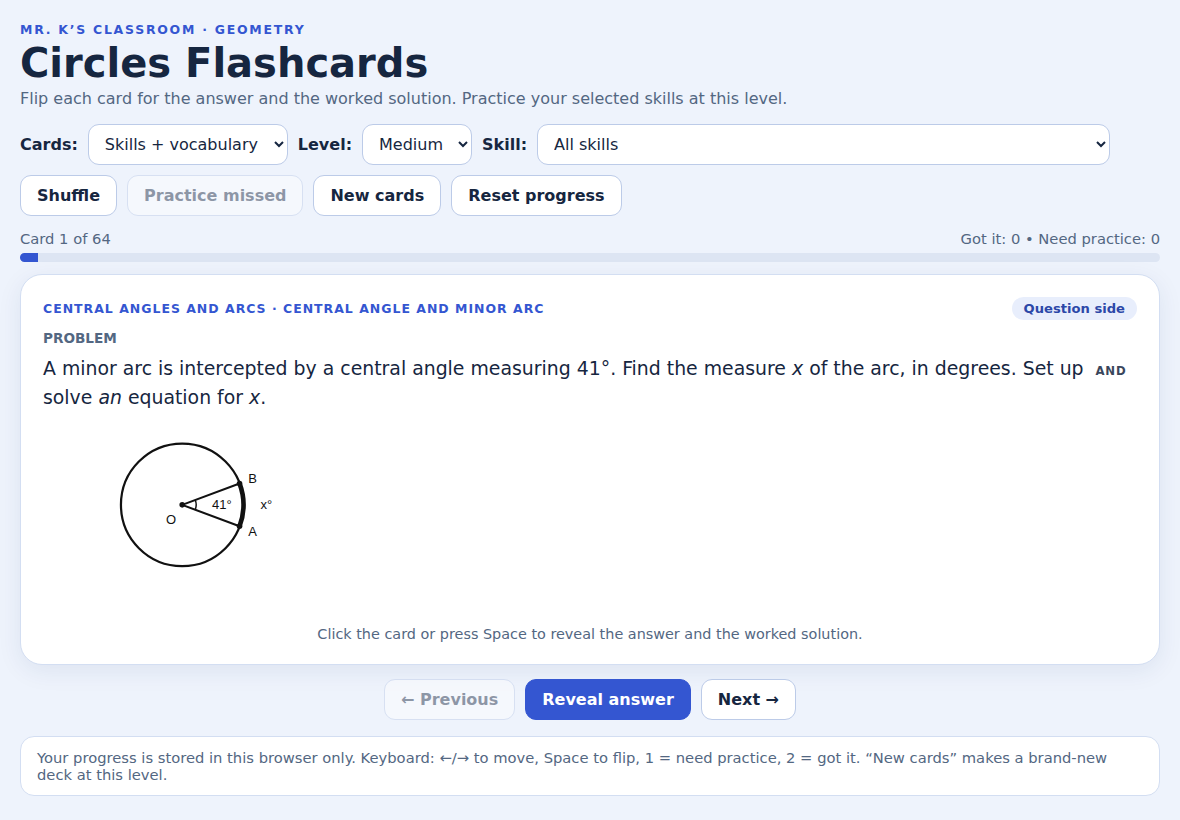 MR. K’S CLASSROOM · GEOMETRY
Circles Flashcards
Flip each card for the answer and the worked solution. Practice your selected skills at this level.
Cards: Skills + vocabulary Level: Medium Skill: All skills
Shuffle Practice missed New cards Reset progress
Card 1 of 64 Got it: 0 • Need practice: 0
CENTRAL ANGLES AND ARCS · CENTRAL ANGLE AND MINOR ARC Question side
PROBLEM
A minor arc is intercepted by a central angle measuring 41°. Find the measure x of the arc, in degrees. Set up AND
solve an equation for x.
B
41° x°
O
A
Click the card or press Space to reveal the answer and the worked solution.
← Previous Reveal answer Next →
Your progress is stored in this browser only. Keyboard: ←/→ to move, Space to flip, 1 = need practice, 2 = got it. “New cards” makes a brand-new
deck at this level.